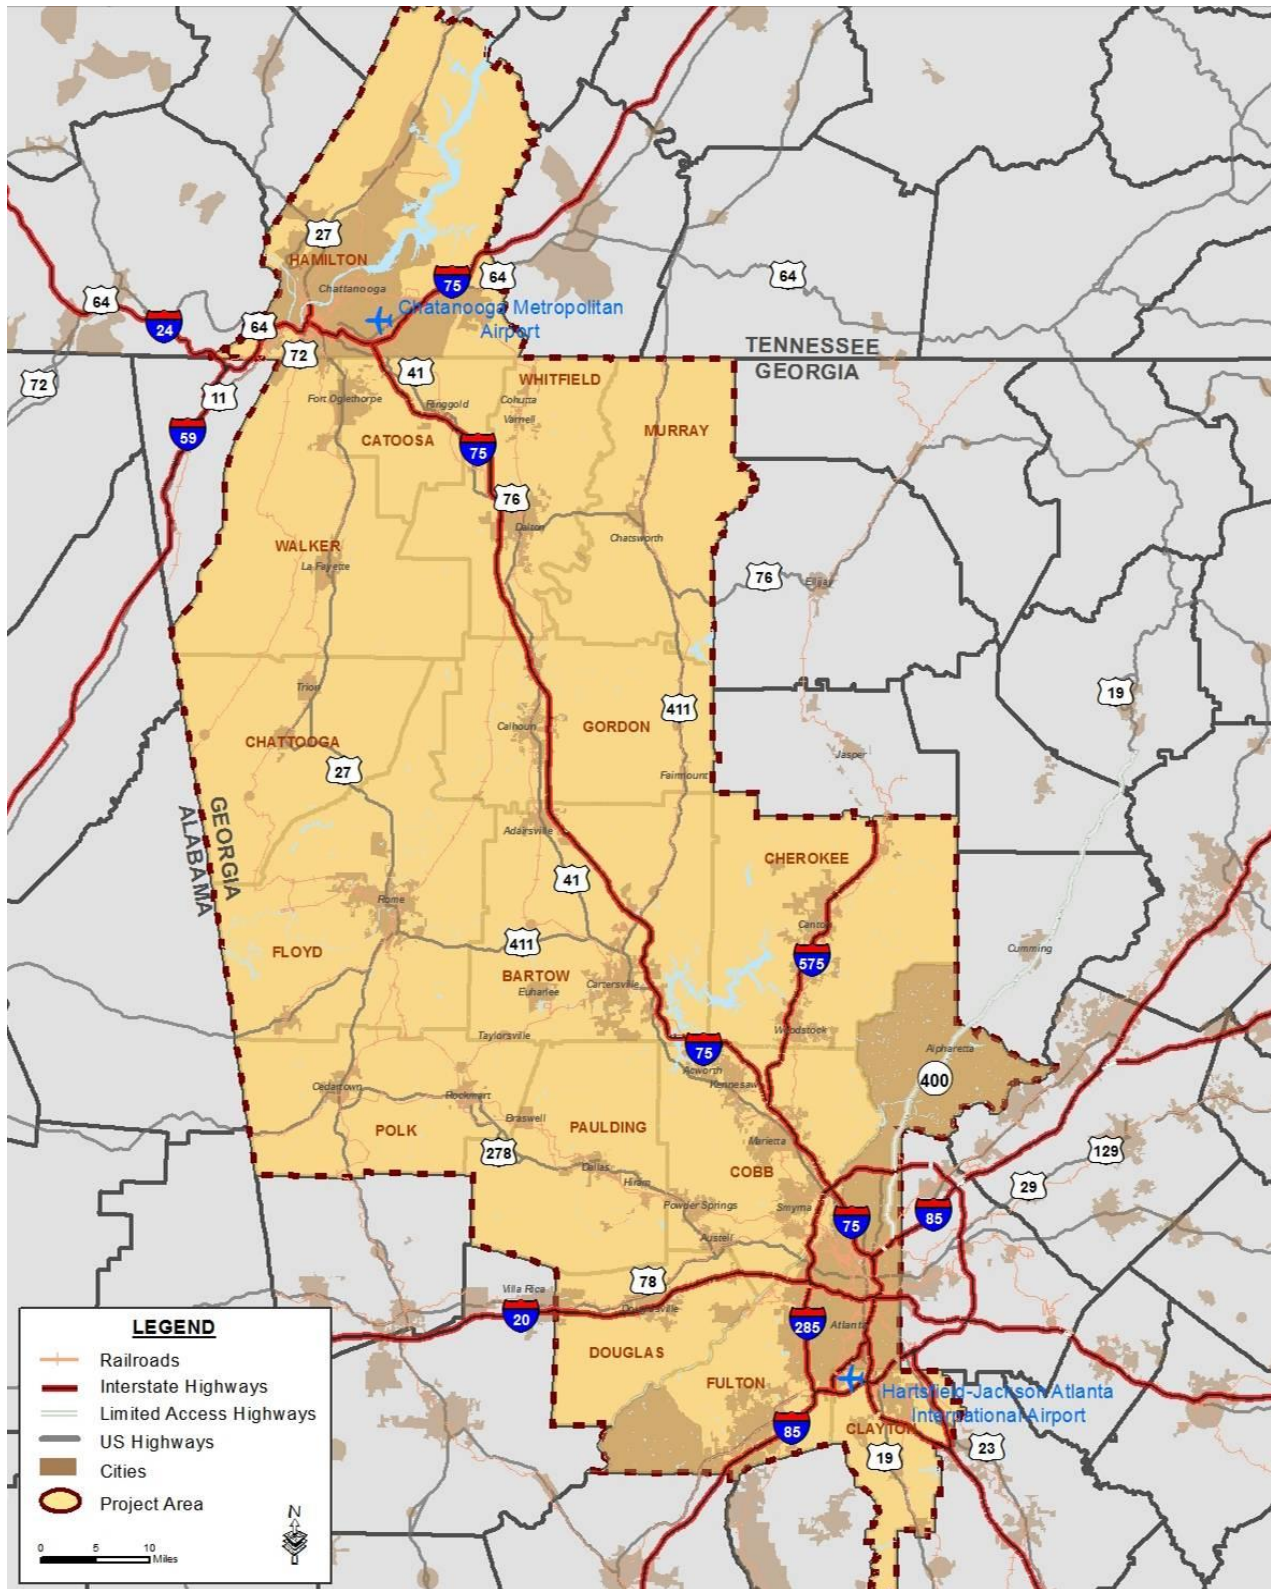 27
HAMILTON
Chattanooga
75
64
64
64
24
64
Chatanooga Metropolitan
Airport
TENNESSEE
GEORGIA
72
72
11
41
59
WHITFIELD
Fort Oglethorpe
Ringgold
Cohutta
Varnell
MURRAY
CATOOSA
75
76
Dalton
Chatsworth
WALKER
La Fayette
76
Ellijay
Trion
19
411
CHATTOOGA
Calhoun
GORDON
27
Fairmount
Jasper
GEORGIA
ALABAMA
Adairsville
CHEROKEE
41
Rome
Canton
411
575
FLOYD
BARTOW
Euharlee
Cartersville
Cumming
Taylorsville
Woodstock
75
Alpharetta
Acworth
Kennesaw
400
Cedartown
Rockmart
Braswell
POLK
PAULDING
278
Marietta
129
Dallas
COBB
29
Hiram
Powder Springs
Smyrna
75
85
Austell
78
Villa Rica
20
Douglasville
285
Atlanta
DOUGLAS
FULTON
Hartsfield-Jackson Atlanta
International Airport
85
CLAYTON
19
23
LEGEND
Railroads
Interstate Highways
Limited Access Highways
US Highways
Cities
Project Area
N
0 5 10
Miles